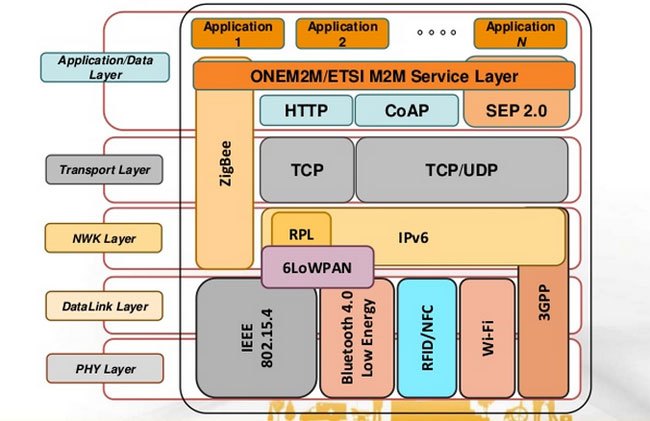 Application
1
Application
2
Application
N
Application/Data
Layer
ONEM2M/ETSI M2M Service Layer
HTTP
CoAP
SEP 2.0
ZigBee
Transport Layer
TCP
TCP/UDP
NWK Layer
RPL
IPv6
6LoWPAN
DataLink Layer
IEEE
802.15.4
Bluetooth 4.0
Low Energy
RFID/NFC
Wi-Fi
3GPP
PHY Layer